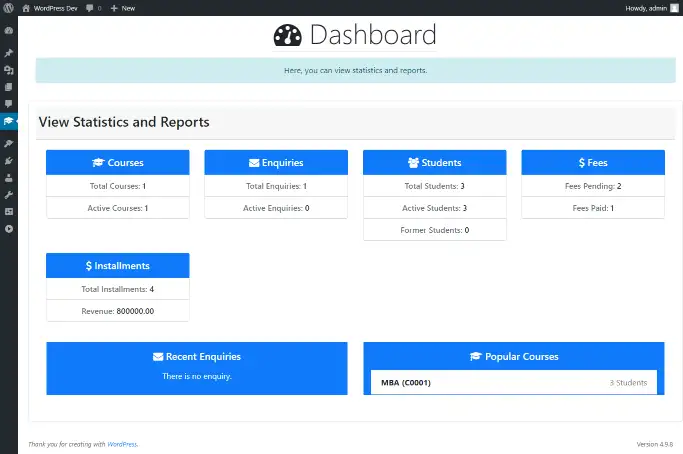 WordPress Dev 0 New Howdy, admin
Dashboard
Here, you can view statistics and reports.
View Statistics and Reports
Courses
Total Courses: 1
Active Courses: 1
Enquiries
Total Enquiries: 1
Active Enquiries: 0
Students
Total Students: 3
Active Students: 3
Former Students: 0
$ Fees
Fees Pending: 2
Fees Paid: 1
$ Installments
Total Installments: 4
Revenue: 800000.00
Recent Enquiries
There is no enquiry.
Popular Courses
MBA (C0001) 3 Students
Thank you for creating with WordPress. Version 4.9.8